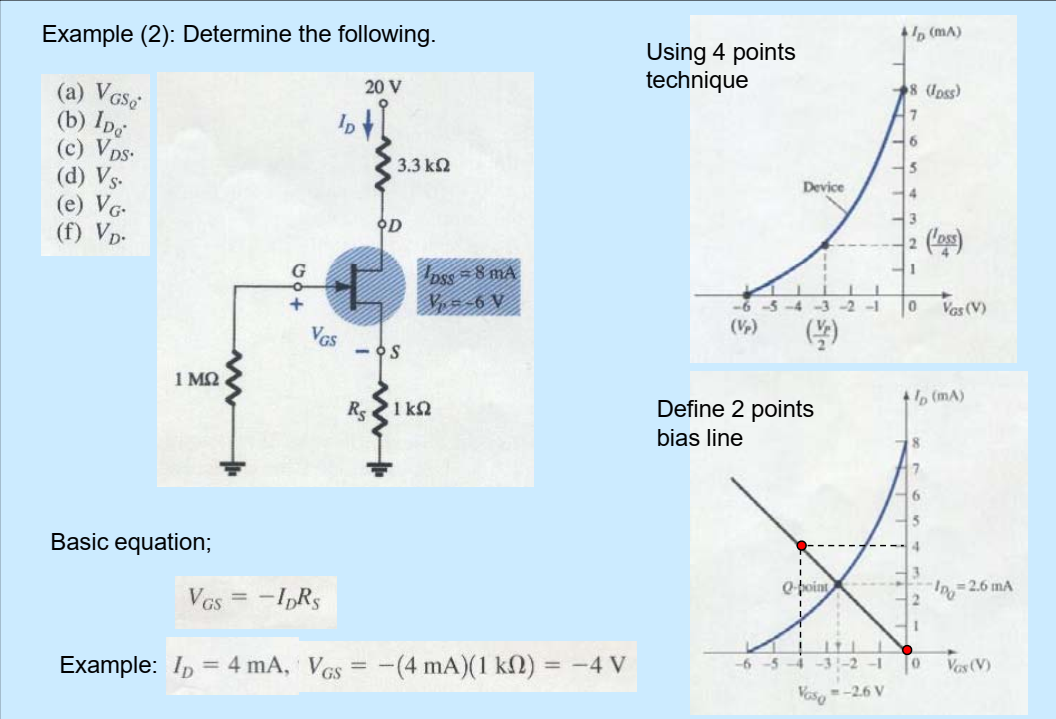 Example (2): Determine the following.
(a) V_GSQ.
(b) I_DQ.
(c) V_DS.
(d) V_S.
(e) V_G.
(f) V_D.
20 V
I_D
3.3 kΩ
D
G
I_DSS = 8 mA
V_P = -6 V
+
V_GS
−
S
1 MΩ
R_S
1 kΩ
Using 4 points
technique
I_D (mA)
8 (I_DSS)
7
6
5
4
Device
3
2 (I_DSS/4)
1
-6 -5 -4 -3 -2 -1 0 V_GS (V)
(V_P) (V_P/2)
Define 2 points
bias line
I_D (mA)
8
7
6
5
4
3
Q-point
I_DQ = 2.6 mA
2
1
-6 -5 -4 -3 -2 -1 0 V_GS (V)
V_GSQ = -2.6 V
Basic equation;
V_GS = −I_DR_S
Example: I_D = 4 mA, V_GS = −(4 mA)(1 kΩ) = −4 V